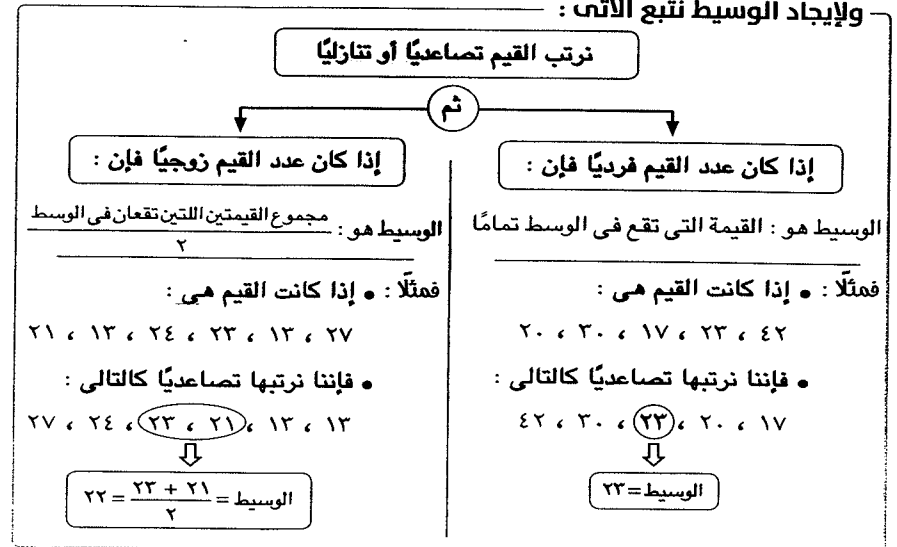 ولإيجاد الوسيط نتبع الآتى :
نرتب القيم تصاعديًا أو تنازليًا
ثم
إذا كان عدد القيم فرديًا فإن :
الوسيط هو : القيمة التى تقع فى الوسط تمامًا
فمثلًا : • إذا كانت القيم هى :
٤٢ ، ٢٣ ، ١٧ ، ٣٠ ، ٢٠
• فإننا نرتبها تصاعديًا كالتالى :
١٧ ، ٢٠ ، ٢٣ ، ٣٠ ، ٤٢
الوسيط = ٢٣
إذا كان عدد القيم زوجيًا فإن :
الوسيط هو : مجموع القيمتين اللتين تقعان فى الوسط
٢
فمثلًا : • إذا كانت القيم هى :
٢٧ ، ١٣ ، ٢٣ ، ٢٤ ، ١٣ ، ٢١
• فإننا نرتبها تصاعديًا كالتالى :
١٣ ، ١٣ ، ٢١ ، ٢٣ ، ٢٤ ، ٢٧
الوسيط = ٢١ + ٢٣ = ٢٢
٢